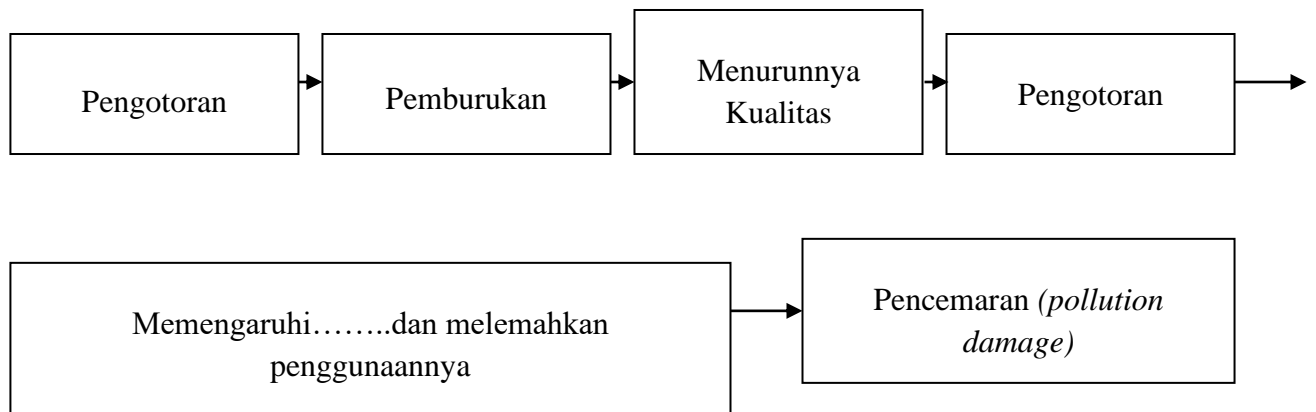 Pengotoran
Pemburukan
Menurunnya
Kualitas
Pengotoran
Memengaruhi……..dan melemahkan
penggunaannya
Pencemaran (pollution
damage)